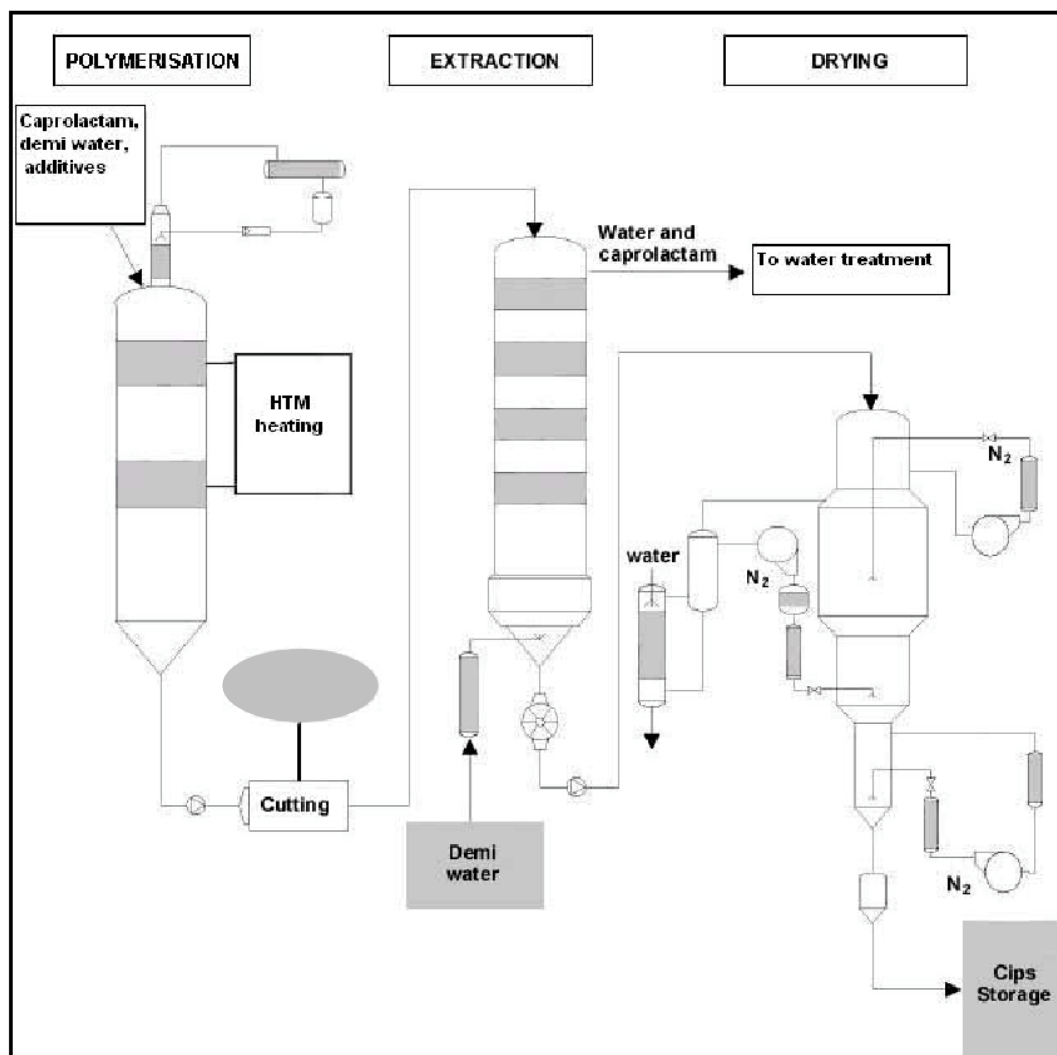 POLYMERISATION
EXTRACTION
DRYING
Caprolactam,
demi water,
additives
Water and
caprolactam
To water treatment
HTM
heating
N2
water
N2
Cutting
Demi
water
N2
Cips
Storage